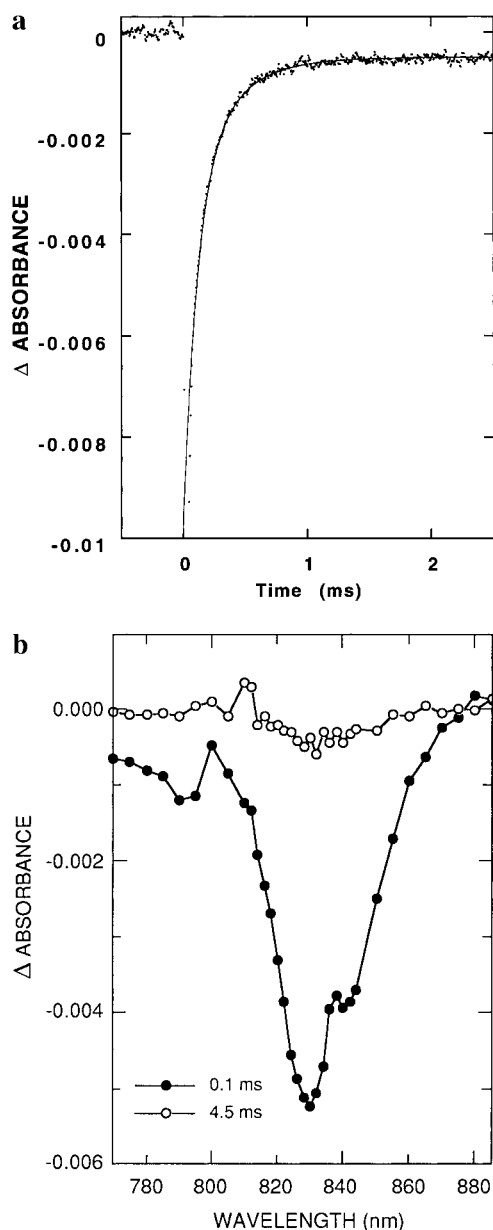 a
0
-0.002
-0.004
-0.006
-0.008
-0.01
Δ ABSORBANCE
0
1
2
Time (ms)
b
0.000
-0.002
-0.004
-0.006
Δ ABSORBANCE
0.1 ms
4.5 ms
780
800
820
840
860
880
WAVELENGTH (nm)